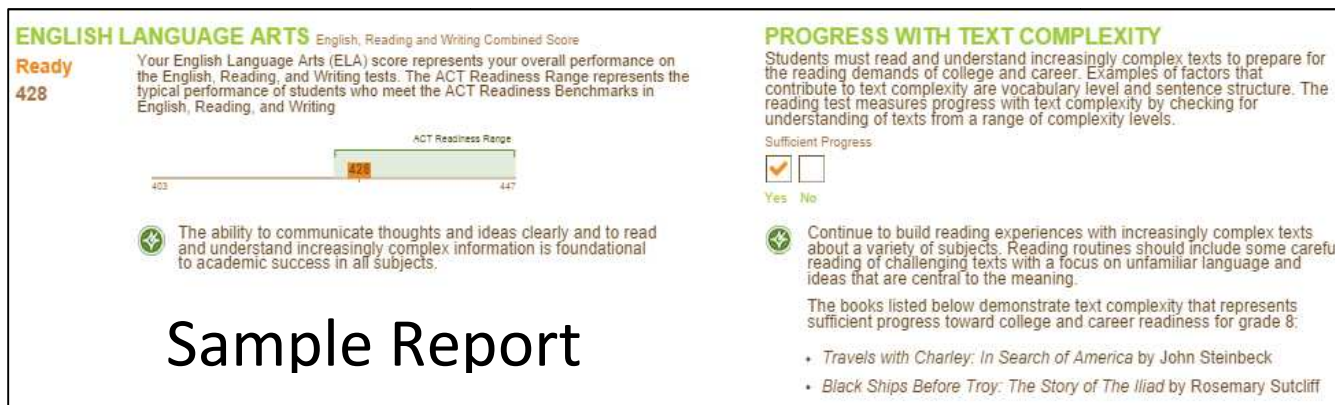 ENGLISH LANGUAGE ARTS English, Reading and Writing Combined Score
Ready
428
Your English Language Arts (ELA) score represents your overall performance on
the English, Reading, and Writing tests. The ACT Readiness Range represents the
typical performance of students who meet the ACT Readiness Benchmarks in
English, Reading, and Writing
ACT Readiness Range
428
403
447
The ability to communicate thoughts and ideas clearly and to read
and understand increasingly complex information is foundational
to academic success in all subjects.
Sample Report
PROGRESS WITH TEXT COMPLEXITY
Students must read and understand increasingly complex texts to prepare for
the reading demands of college and career. Examples of factors that
contribute to text complexity are vocabulary level and sentence structure. The
reading test measures progress with text complexity by checking for
understanding of texts from a range of complexity levels.
Sufficient Progress
Yes No
Continue to build reading experiences with increasingly complex texts
about a variety of subjects. Reading routines should include some careful
reading of challenging texts with a focus on unfamiliar language and
ideas that are central to the meaning.
The books listed below demonstrate text complexity that represents
sufficient progress toward college and career readiness for grade 8:
• Travels with Charley: In Search of America by John Steinbeck
• Black Ships Before Troy: The Story of The Iliad by Rosemary Sutcliff